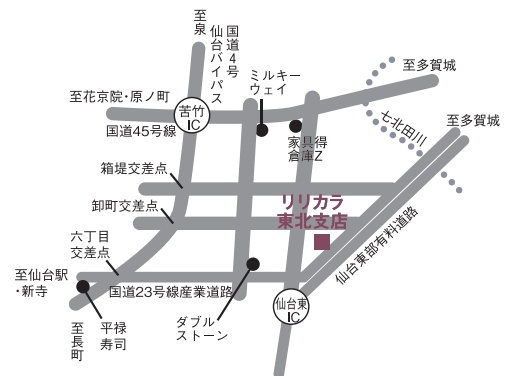 至泉
国道4号
仙台バイパス
ミルキー
ウェイ
至多賀城
至花京院・原ノ町
苦竹
IC
国道45号線
家具得
倉庫Z
七北田川
至多賀城
箱堤交差点
卸町交差点
リリカラ
東北支店
六丁目
交差点
仙台東部有料道路
至仙台駅
・新寺
国道23号線産業道路
仙台東
IC
至長町
平禄
寿司
ダブル
ストーン